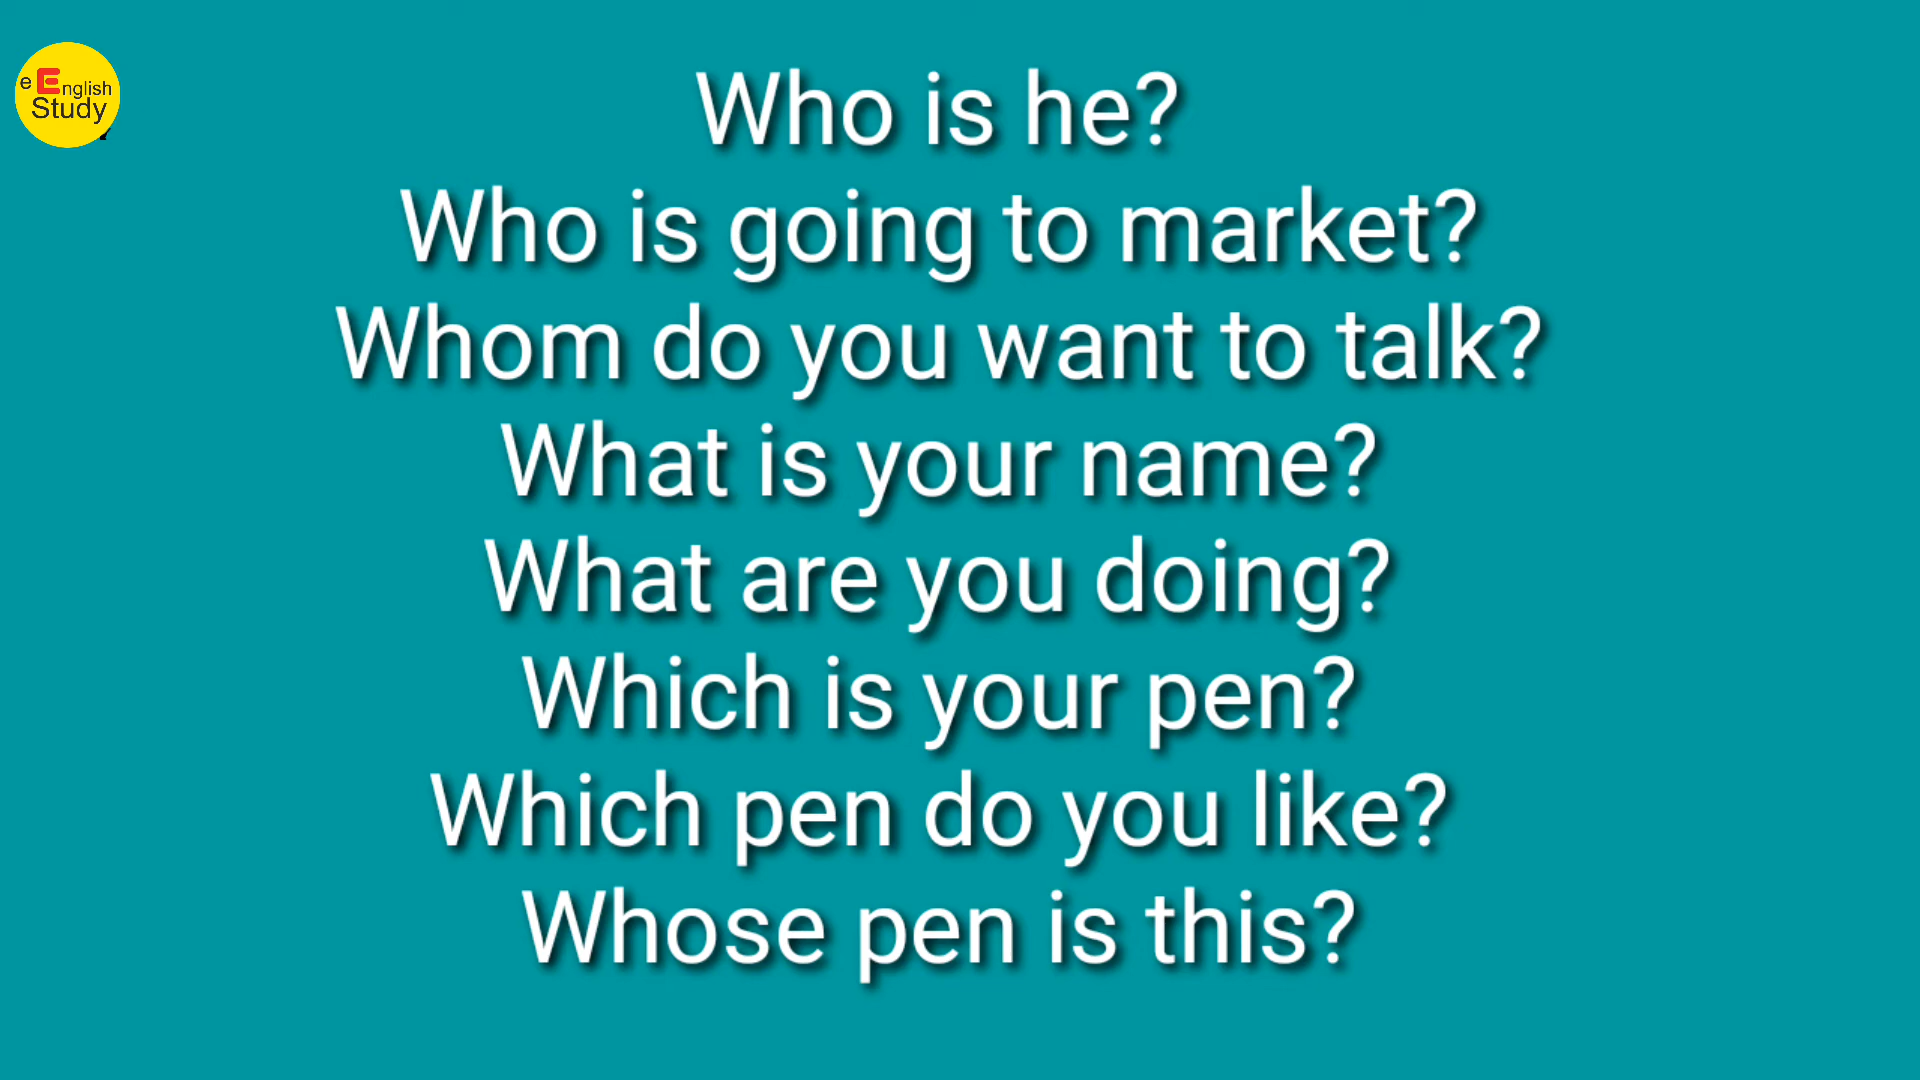 e English
Study
Who is he?
Who is going to market?
Whom do you want to talk?
What is your name?
What are you doing?
Which is your pen?
Which pen do you like?
Whose pen is this?